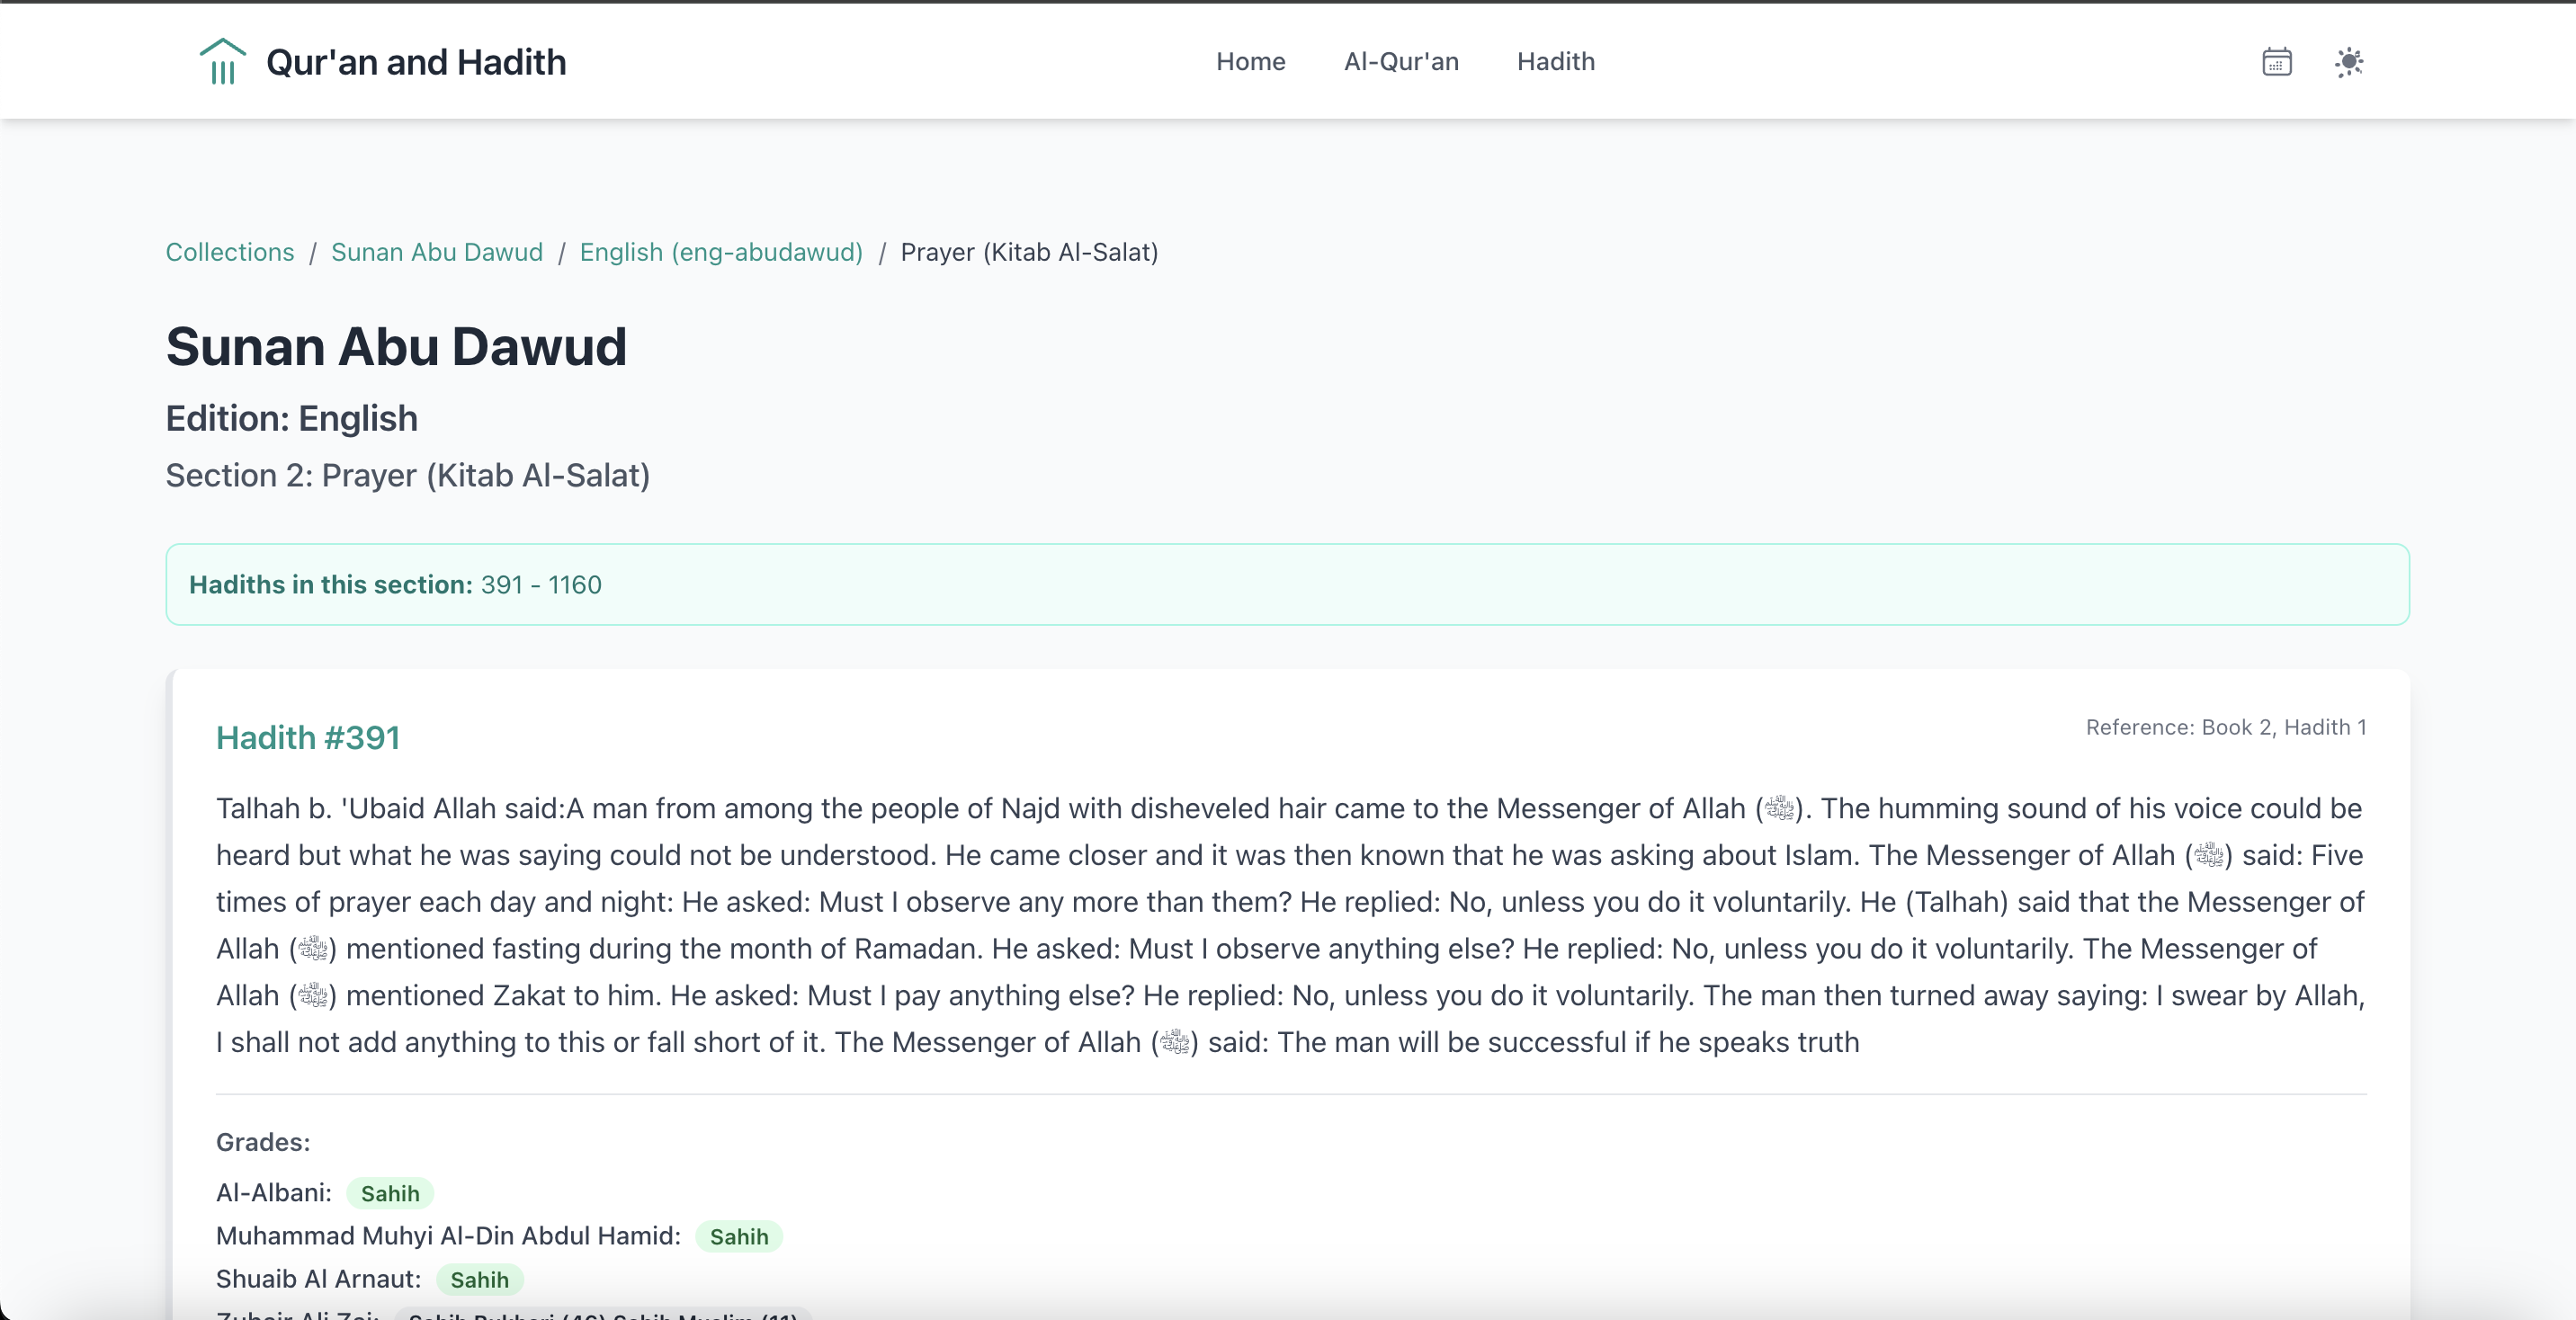 Qur'an and Hadith
Home
Al-Qur'an
Hadith
Collections / Sunan Abu Dawud / English (eng-abudawud) / Prayer (Kitab Al-Salat)
Sunan Abu Dawud
Edition: English
Section 2: Prayer (Kitab Al-Salat)
Hadiths in this section: 391 - 1160
Hadith #391
Reference: Book 2, Hadith 1
Talhah b. 'Ubaid Allah said:A man from among the people of Najd with disheveled hair came to the Messenger of Allah (ﷺ). The humming sound of his voice could be
heard but what he was saying could not be understood. He came closer and it was then known that he was asking about Islam. The Messenger of Allah (ﷺ) said: Five
times of prayer each day and night: He asked: Must I observe any more than them? He replied: No, unless you do it voluntarily. He (Talhah) said that the Messenger of
Allah (ﷺ) mentioned fasting during the month of Ramadan. He asked: Must I observe anything else? He replied: No, unless you do it voluntarily. The Messenger of
Allah (ﷺ) mentioned Zakat to him. He asked: Must I pay anything else? He replied: No, unless you do it voluntarily. The man then turned away saying: I swear by Allah,
I shall not add anything to this or fall short of it. The Messenger of Allah (ﷺ) said: The man will be successful if he speaks truth
Grades:
Al-Albani: Sahih
Muhammad Muhyi Al-Din Abdul Hamid: Sahih
Shuaib Al Arnaut: Sahih
Zubair Ali Zai: Sahih Bukhari (46) Sahih Muslim (11)